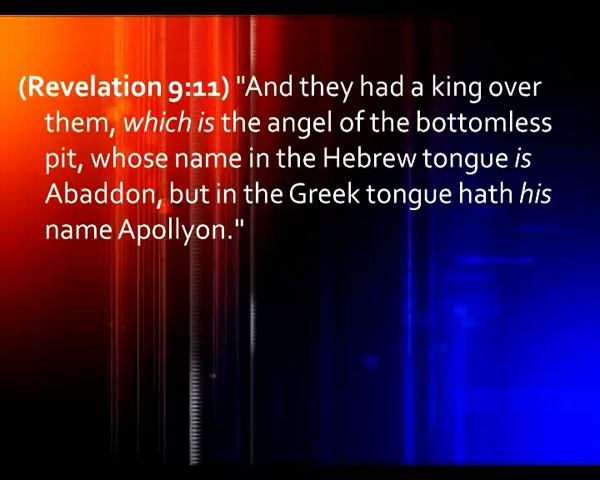 (Revelation 9:11) "And they had a king over
them, which is the angel of the bottomless
pit, whose name in the Hebrew tongue is
Abaddon, but in the Greek tongue hath his
name Apollyon."